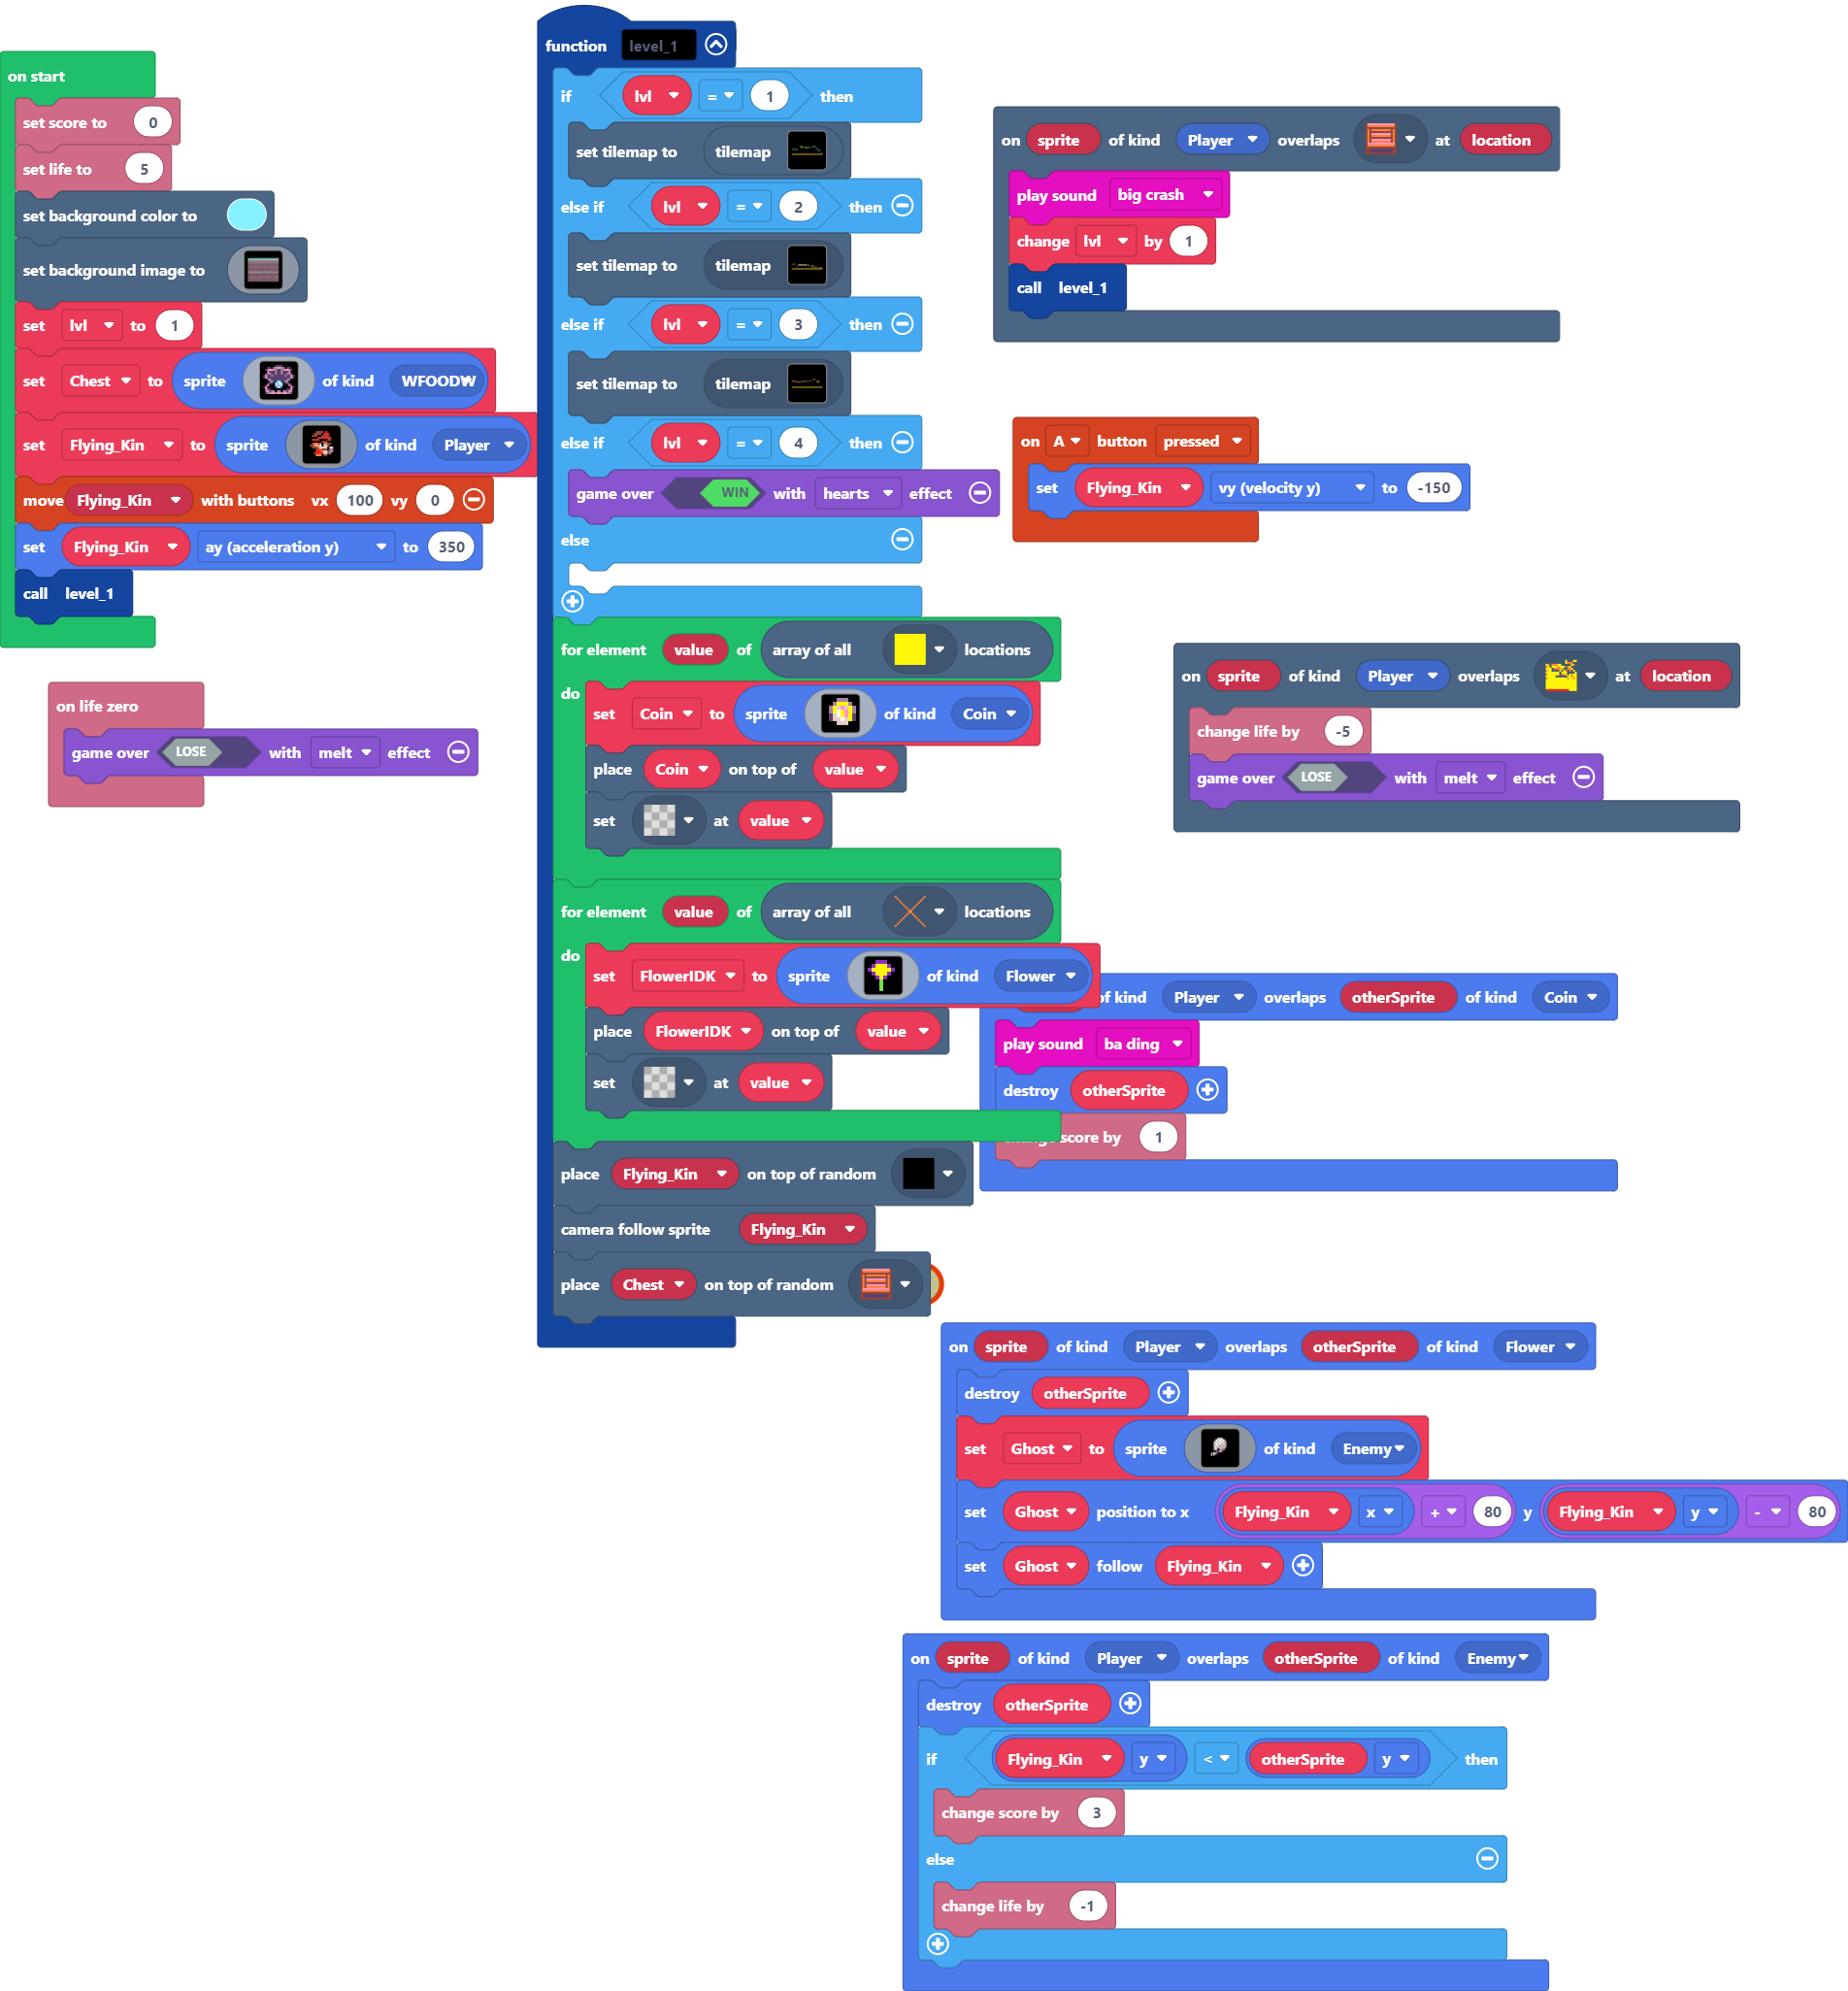 on start
set score to 0
set life to 5
set background color to
set background image to
set lvl to 1
set Chest to sprite of kind WFOODW
set Flying_Kin to sprite of kind Player
move Flying_Kin with buttons vx 100 vy 0
set Flying_Kin ay (acceleration y) to 350
call level_1
on life zero
game over LOSE with melt effect
function level_1
if lvl = 1 then
set tilemap to tilemap
else if lvl = 2 then
set tilemap to tilemap
else if lvl = 3 then
set tilemap to tilemap
else if lvl = 4 then
game over WIN with hearts effect
else
for element value of array of all locations
do
set Coin to sprite of kind Coin
place Coin on top of value
set at value
for element value of array of all locations
do
set FlowerIDK to sprite of kind Flower
place FlowerIDK on top of value
set at value
place Flying_Kin on top of random
camera follow sprite Flying_Kin
place Chest on top of random
on sprite of kind Player overlaps at location
play sound big crash
change lvl by 1
call level_1
on A button pressed
set Flying_Kin vy (velocity y) to -150
on sprite of kind Player overlaps at location
change life by -5
game over LOSE with melt effect
of kind Player overlaps otherSprite of kind Coin
play sound ba ding
destroy otherSprite
score by 1
on sprite of kind Player overlaps otherSprite of kind Flower
destroy otherSprite
set Ghost to sprite of kind Enemy
set Ghost position to x Flying_Kin x + 80 y Flying_Kin y - 80
set Ghost follow Flying_Kin
on sprite of kind Player overlaps otherSprite of kind Enemy
destroy otherSprite
if Flying_Kin y < otherSprite y then
change score by 3
else
change life by -1